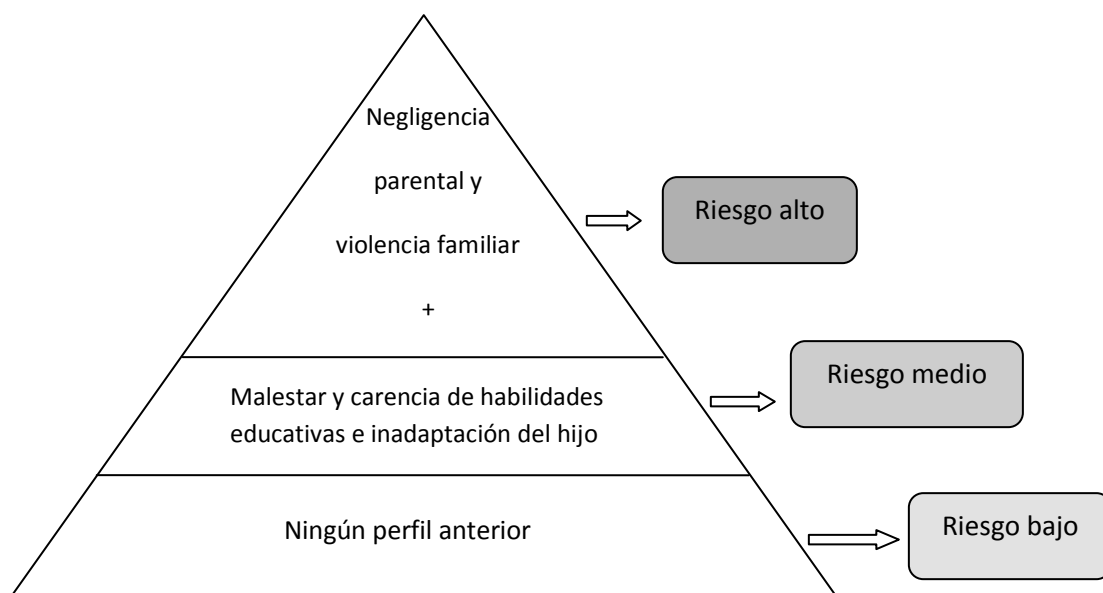 Negligencia
parental y
violencia familiar
+
Riesgo alto
Malestar y carencia de habilidades
educativas e inadaptación del hijo
Riesgo medio
Ningún perfil anterior
Riesgo bajo